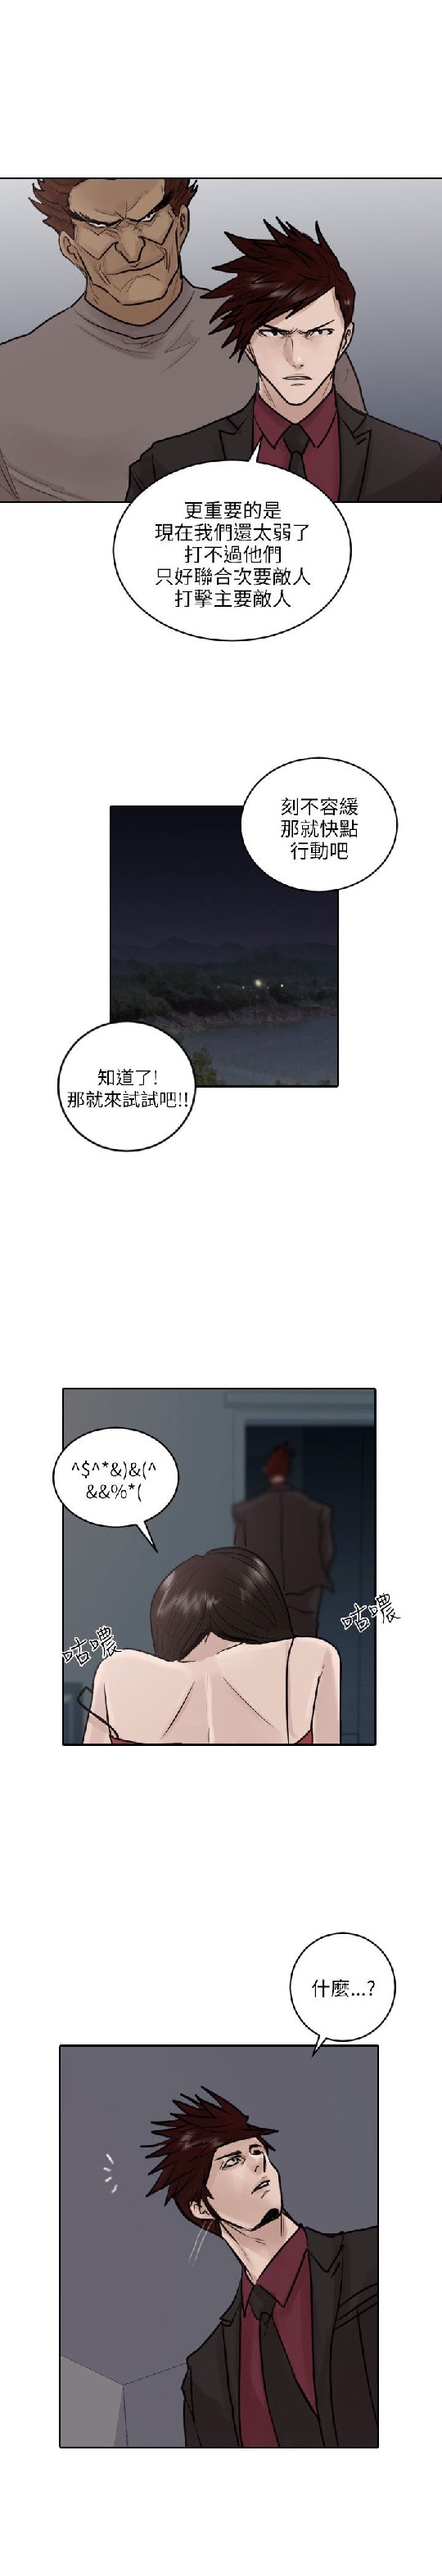 更重要的是
現在我們還太弱了
打不過他們
只好聯合次要敵人
打擊主要敵人
刻不容緩
那就快點
行動吧
知道了!
那就來試試吧!!
^$^*&)&(^
&&%*(
咕噥
咕噥
什麼...?